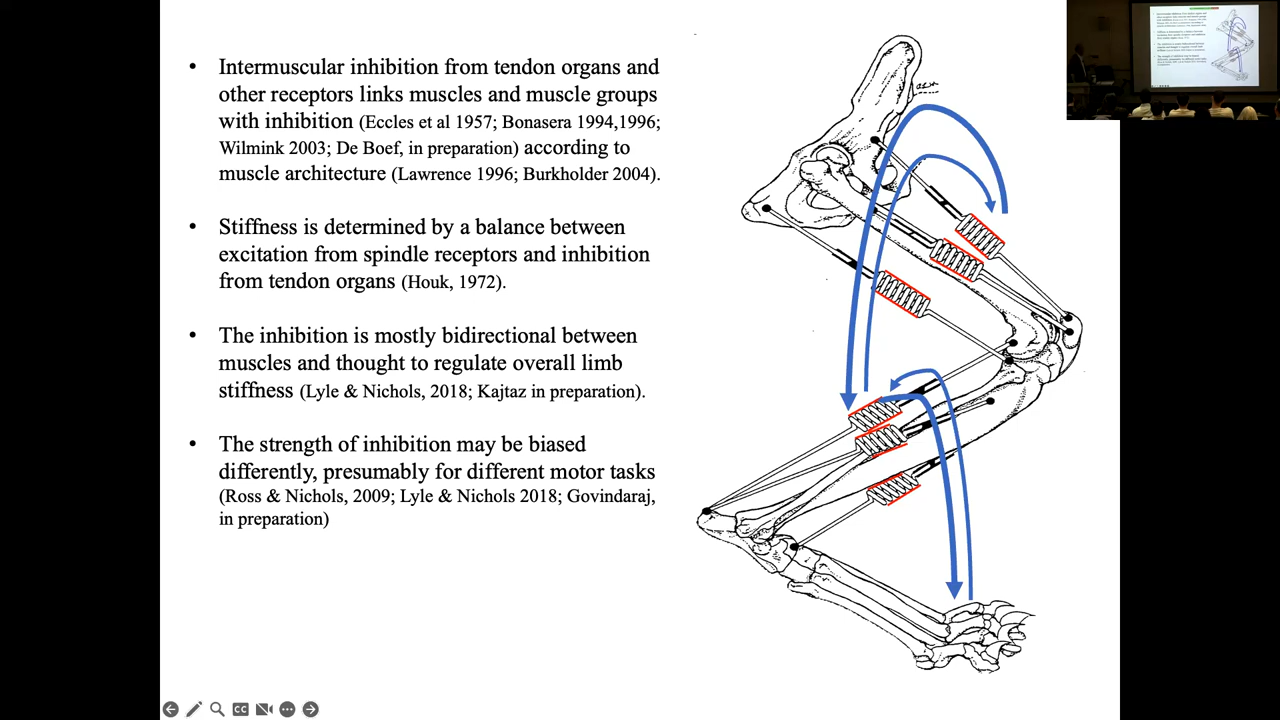 • Intermuscular inhibition from tendon organs and
other receptors links muscles and muscle groups
with inhibition (Eccles et al 1957; Bonasera 1994,1996;
Wilmink 2003; De Boef, in preparation) according to
muscle architecture (Lawrence 1996; Burkholder 2004).
• Stiffness is determined by a balance between
excitation from spindle receptors and inhibition
from tendon organs (Houk, 1972).
• The inhibition is mostly bidirectional between
muscles and thought to regulate overall limb
stiffness (Lyle & Nichols, 2018; Kajtaz in preparation).
• The strength of inhibition may be biased
differently, presumably for different motor tasks
(Ross & Nichols, 2009; Lyle & Nichols 2018; Govindaraj,
in preparation)
CC